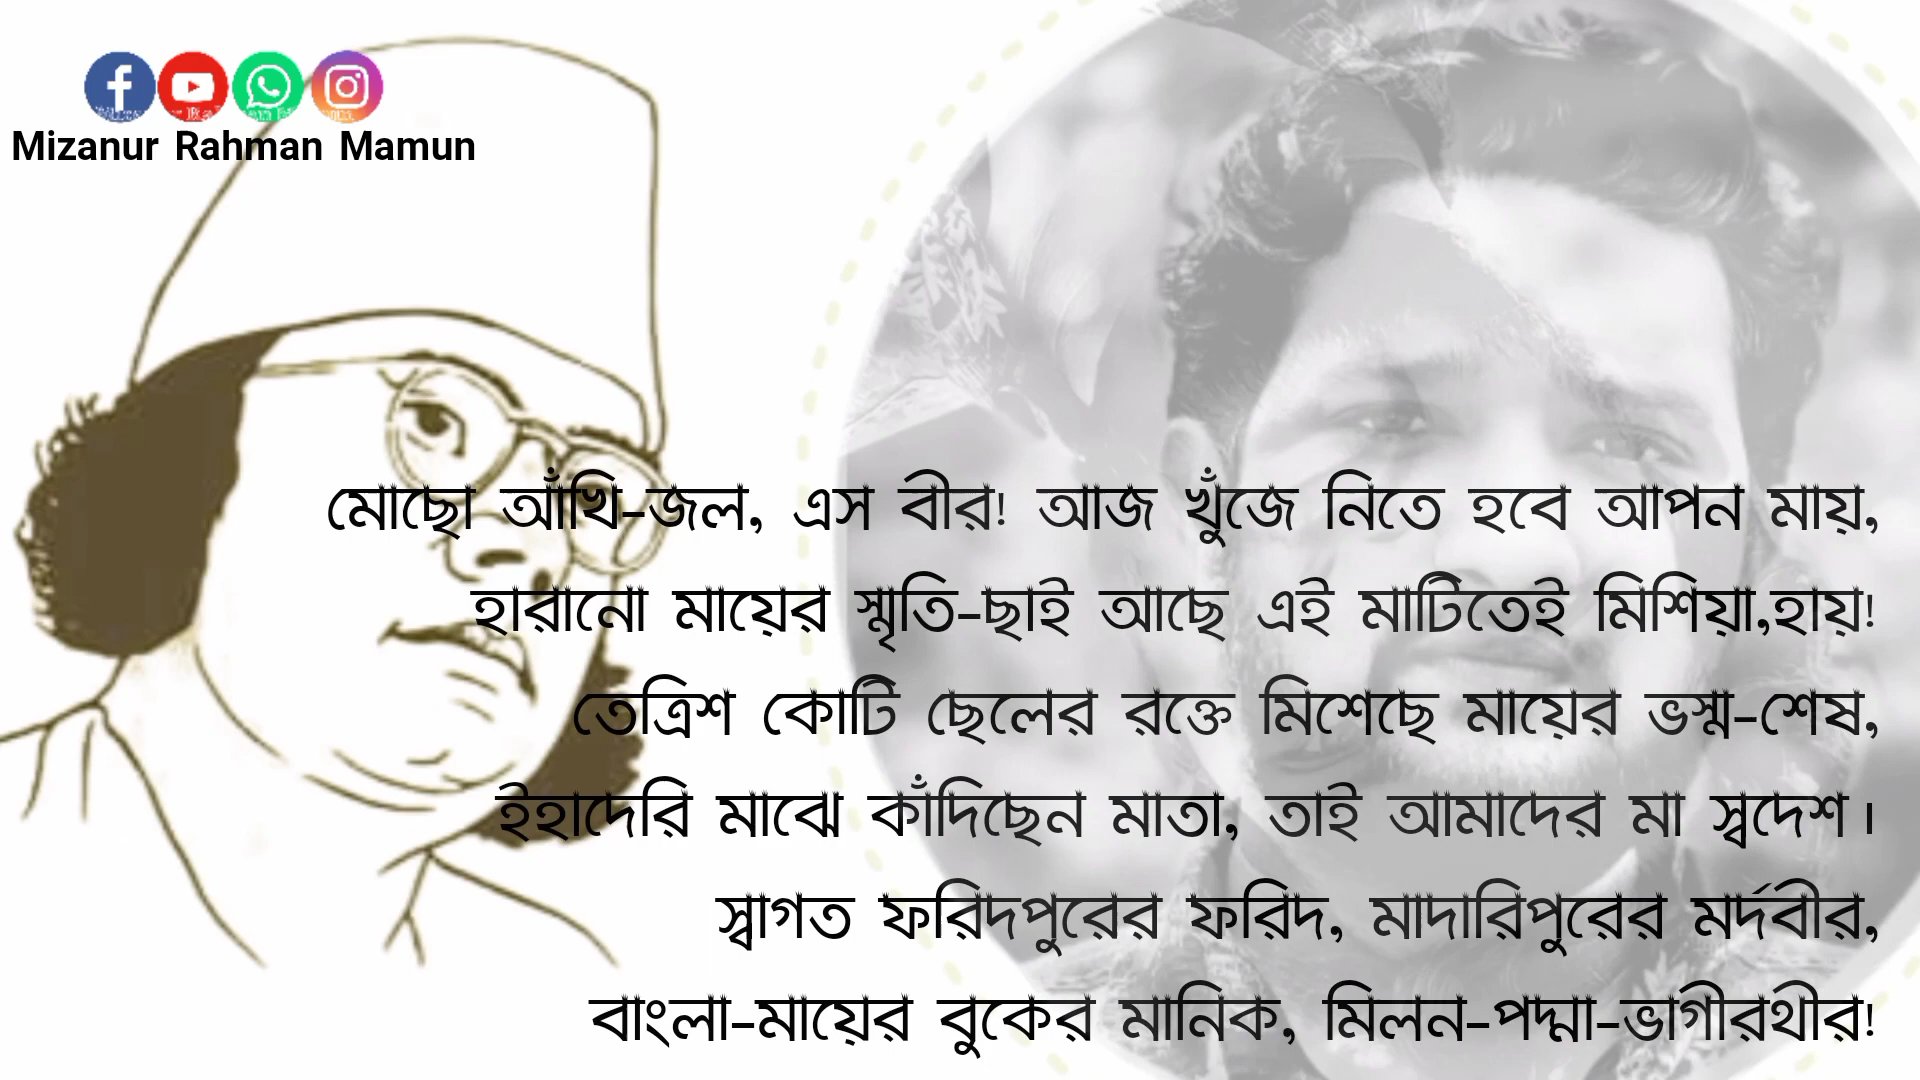 Mizanur Rahman Mamun
মোছো আঁখি-জল, এস বীর! আজ খুঁজে নিতে হবে আপন মায়,
হারানো মায়ের স্মৃতি-ছাই আছে এই মাটিতেই মিশিয়া,হায়!
তেত্রিশ কোটি ছেলের রক্তে মিশেছে মায়ের ভস্ম-শেষ,
ইহাদেরি মাঝে কাঁদিছেন মাতা, তাই আমাদের মা স্বদেশ।
স্বাগত ফরিদপুরের ফরিদ, মাদারিপুরের মর্দবীর,
বাংলা-মায়ের বুকের মানিক, মিলন-পদ্মা-ভাগীরথীর!